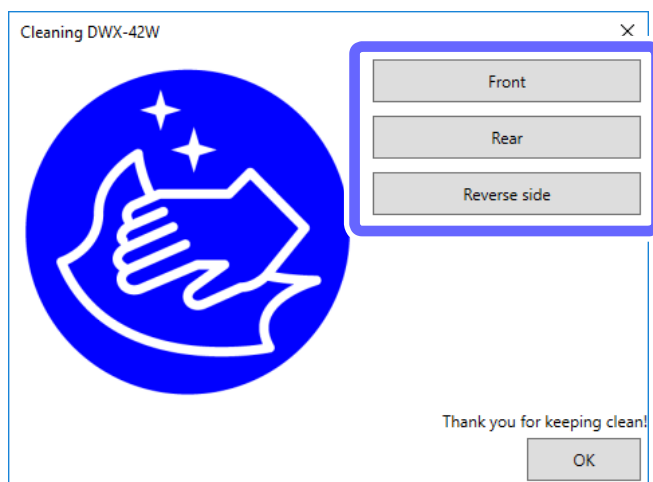 Cleaning DWX-42W
Front
Rear
Reverse side
Thank you for keeping clean!
OK